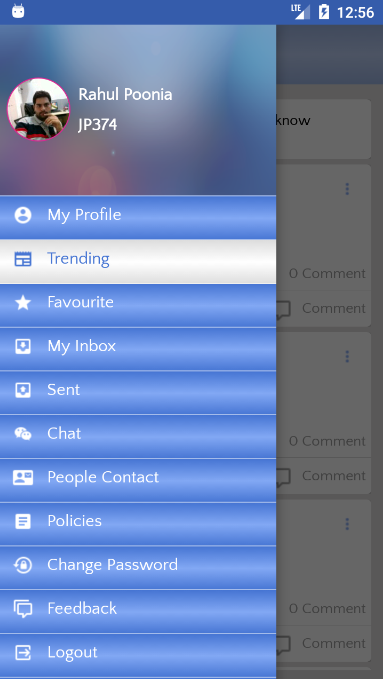 LTE 12:56
Rahul Poonia
JP374
know
My Profile
Trending
0 Comment
Favourite
Comment
My Inbox
Sent
Chat
0 Comment
People Contact
Comment
Policies
Change Password
Feedback
0 Comment
Logout
Comment